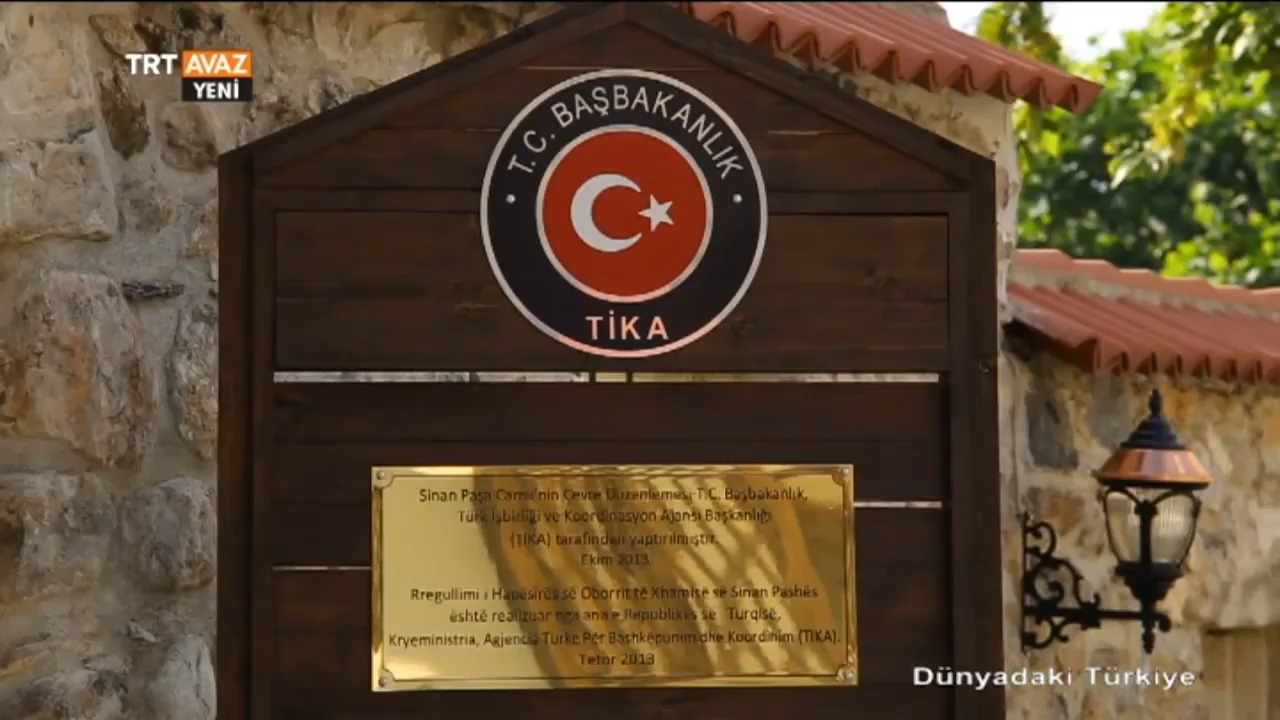 TRT AVAZ
YENİ
T.C. BAŞBAKANLIK
TİKA
Sinan Paşa Camii'nin Çevre Düzenlemesi T.C. Başbakanlık,
Türk İşbirliği ve Koordinasyon Ajansı Başkanlığı
(TİKA) tarafından yaptırılmıştır.
Ekim 2013
Rregullimi i Hapësirës së Oborrit të Xhamisë së Sinan Pashës
është realizuar nga ana e Republikës së Turqisë,
Kryeministria, Agjencia Turke Për Bashkëpunim dhe Koordinim (TIKA).
Tetor 2013
Dünyadaki Türkiye